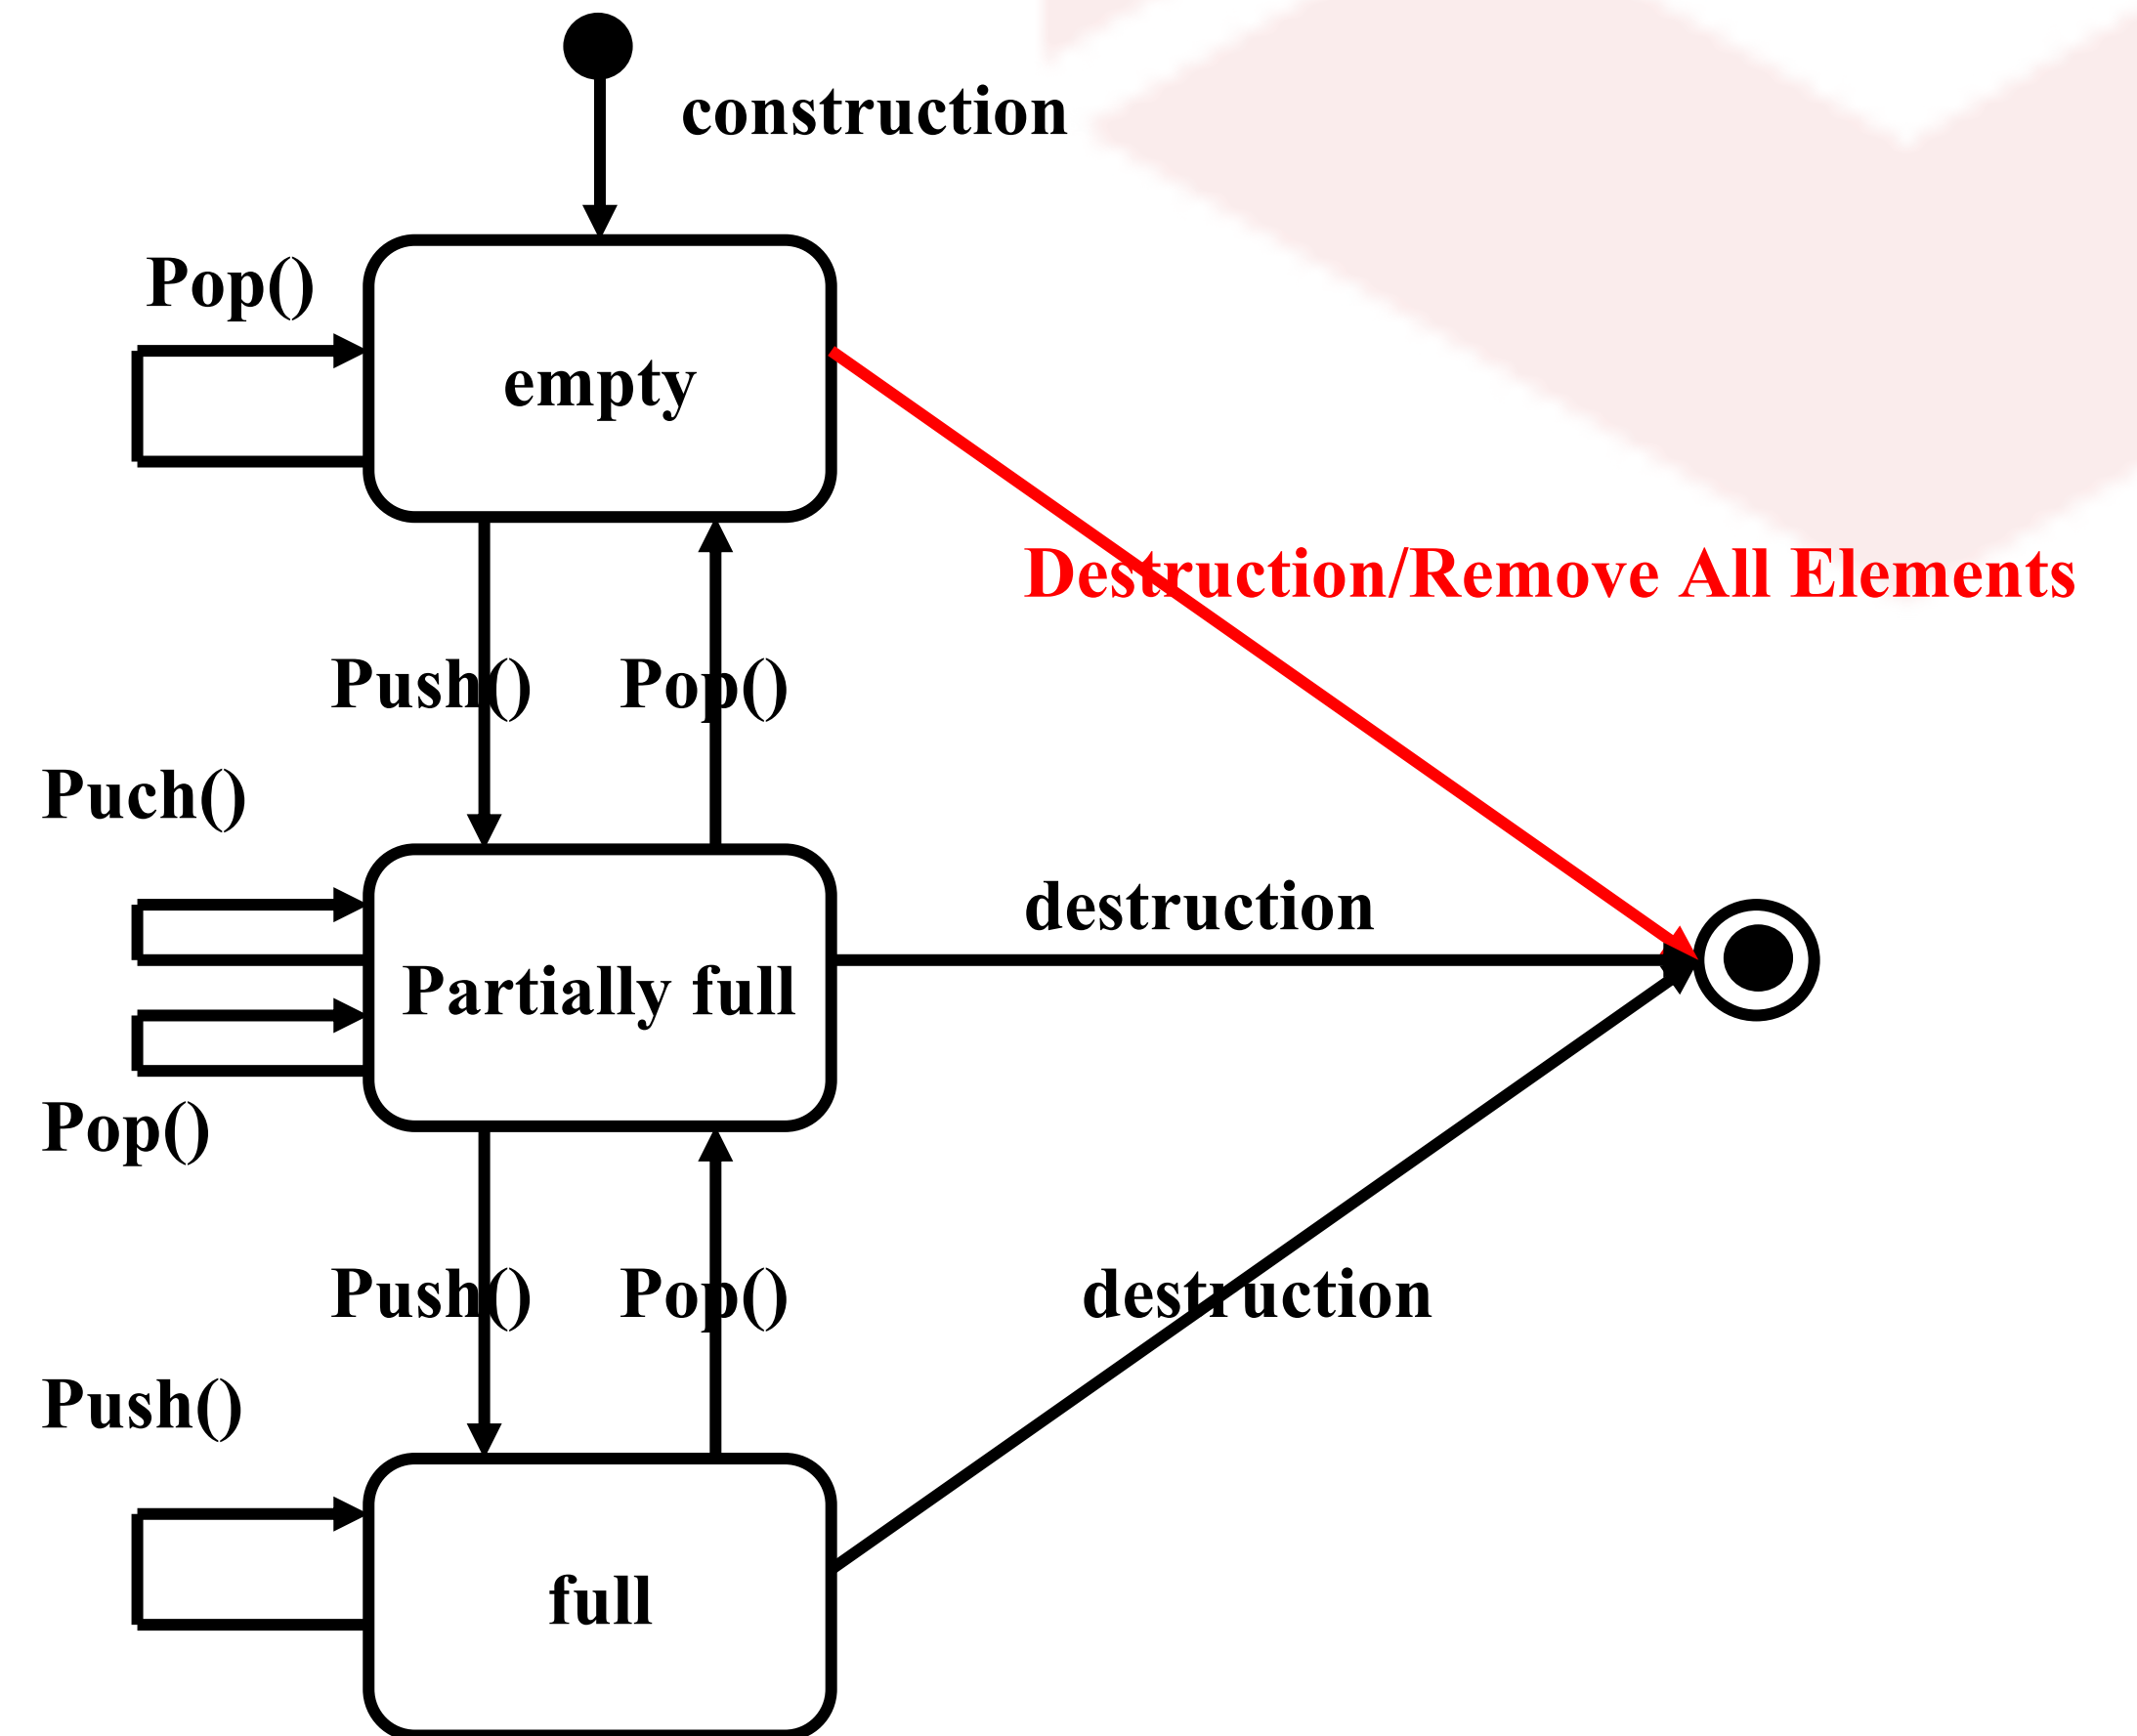 construction
Pop()
empty
Destruction/Remove All Elements
Push() Pop()
Puch()
destruction
Partially full
Pop()
Push() Pop()
destruction
Push()
full